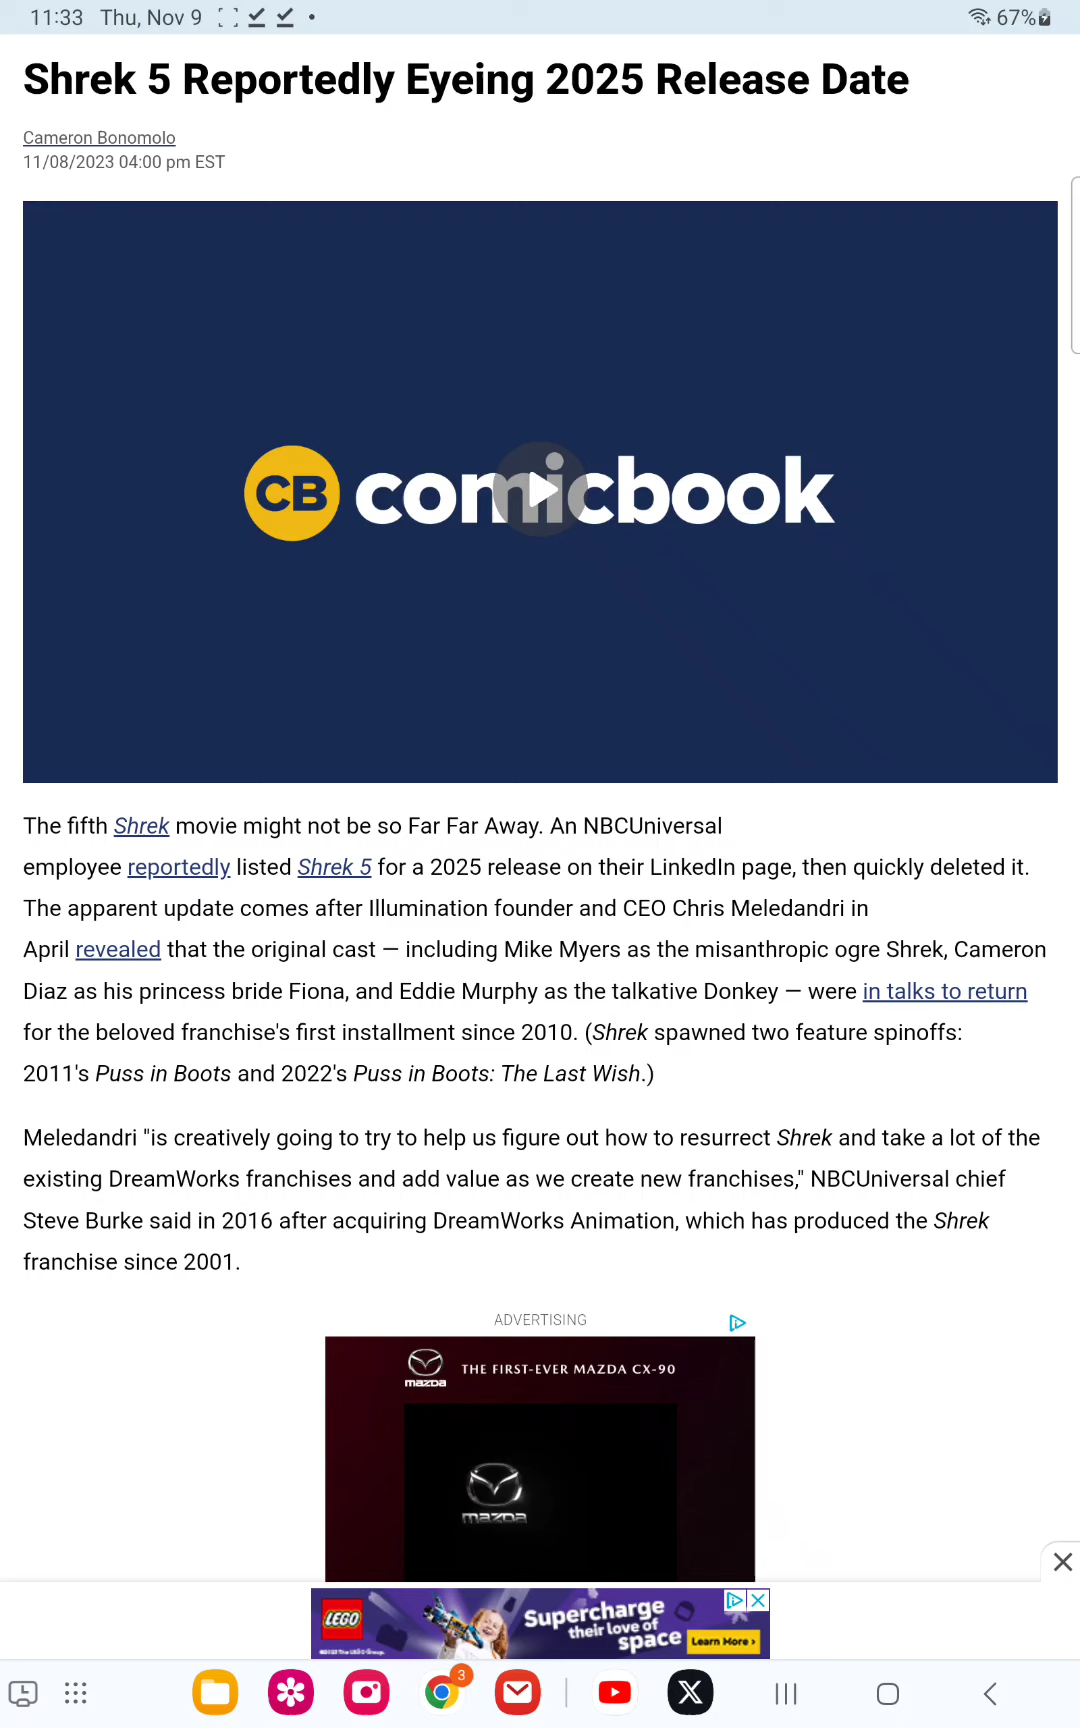 11:33 Thu, Nov 9
67%
Shrek 5 Reportedly Eyeing 2025 Release Date
Cameron Bonomolo
11/08/2023 04:00 pm EST
CB comicbook
The fifth Shrek movie might not be so Far Far Away. An NBCUniversal
employee reportedly listed Shrek 5 for a 2025 release on their LinkedIn page, then quickly deleted it.
The apparent update comes after Illumination founder and CEO Chris Meledandri in
April revealed that the original cast — including Mike Myers as the misanthropic ogre Shrek, Cameron
Diaz as his princess bride Fiona, and Eddie Murphy as the talkative Donkey — were in talks to return
for the beloved franchise's first installment since 2010. (Shrek spawned two feature spinoffs:
2011's Puss in Boots and 2022's Puss in Boots: The Last Wish.)
Meledandri "is creatively going to try to help us figure out how to resurrect Shrek and take a lot of the
existing DreamWorks franchises and add value as we create new franchises," NBCUniversal chief
Steve Burke said in 2016 after acquiring DreamWorks Animation, which has produced the Shrek
franchise since 2001.
ADVERTISING
mazda THE FIRST-EVER MAZDA CX-90
mazda
LEGO
©2023 The LEGO Group.
Supercharge
their love of
space
Learn More
3